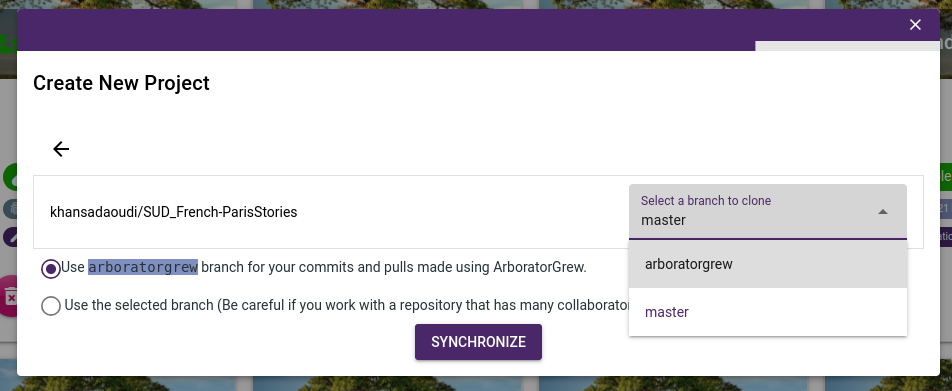 Create New Project
khansadaoudi/SUD_French-ParisStories
Select a branch to clone
master
arboratorgrew
master
Use arboratorgrew branch for your commits and pulls made using ArboratorGrew.
Use the selected branch (Be careful if you work with a repository that has many collaborator
SYNCHRONIZE